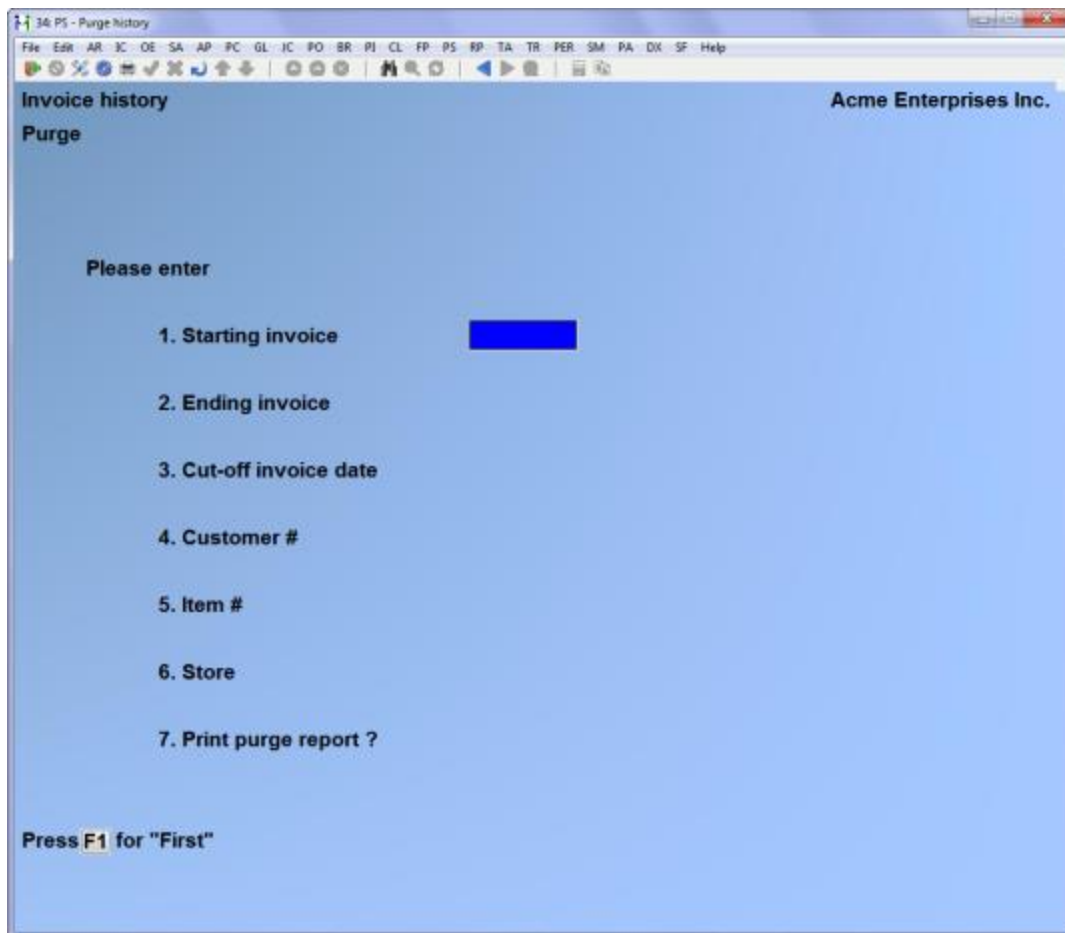 34: PS - Purge history
File Edit AR IC OE SA AP PC GL JC PO BR PI CL FP PS RP TA TR PER SM PA DX SF Help
Invoice history Acme Enterprises Inc.
Purge
Please enter
1. Starting invoice
2. Ending invoice
3. Cut-off invoice date
4. Customer #
5. Item #
6. Store
7. Print purge report ?
Press F1 for "First"